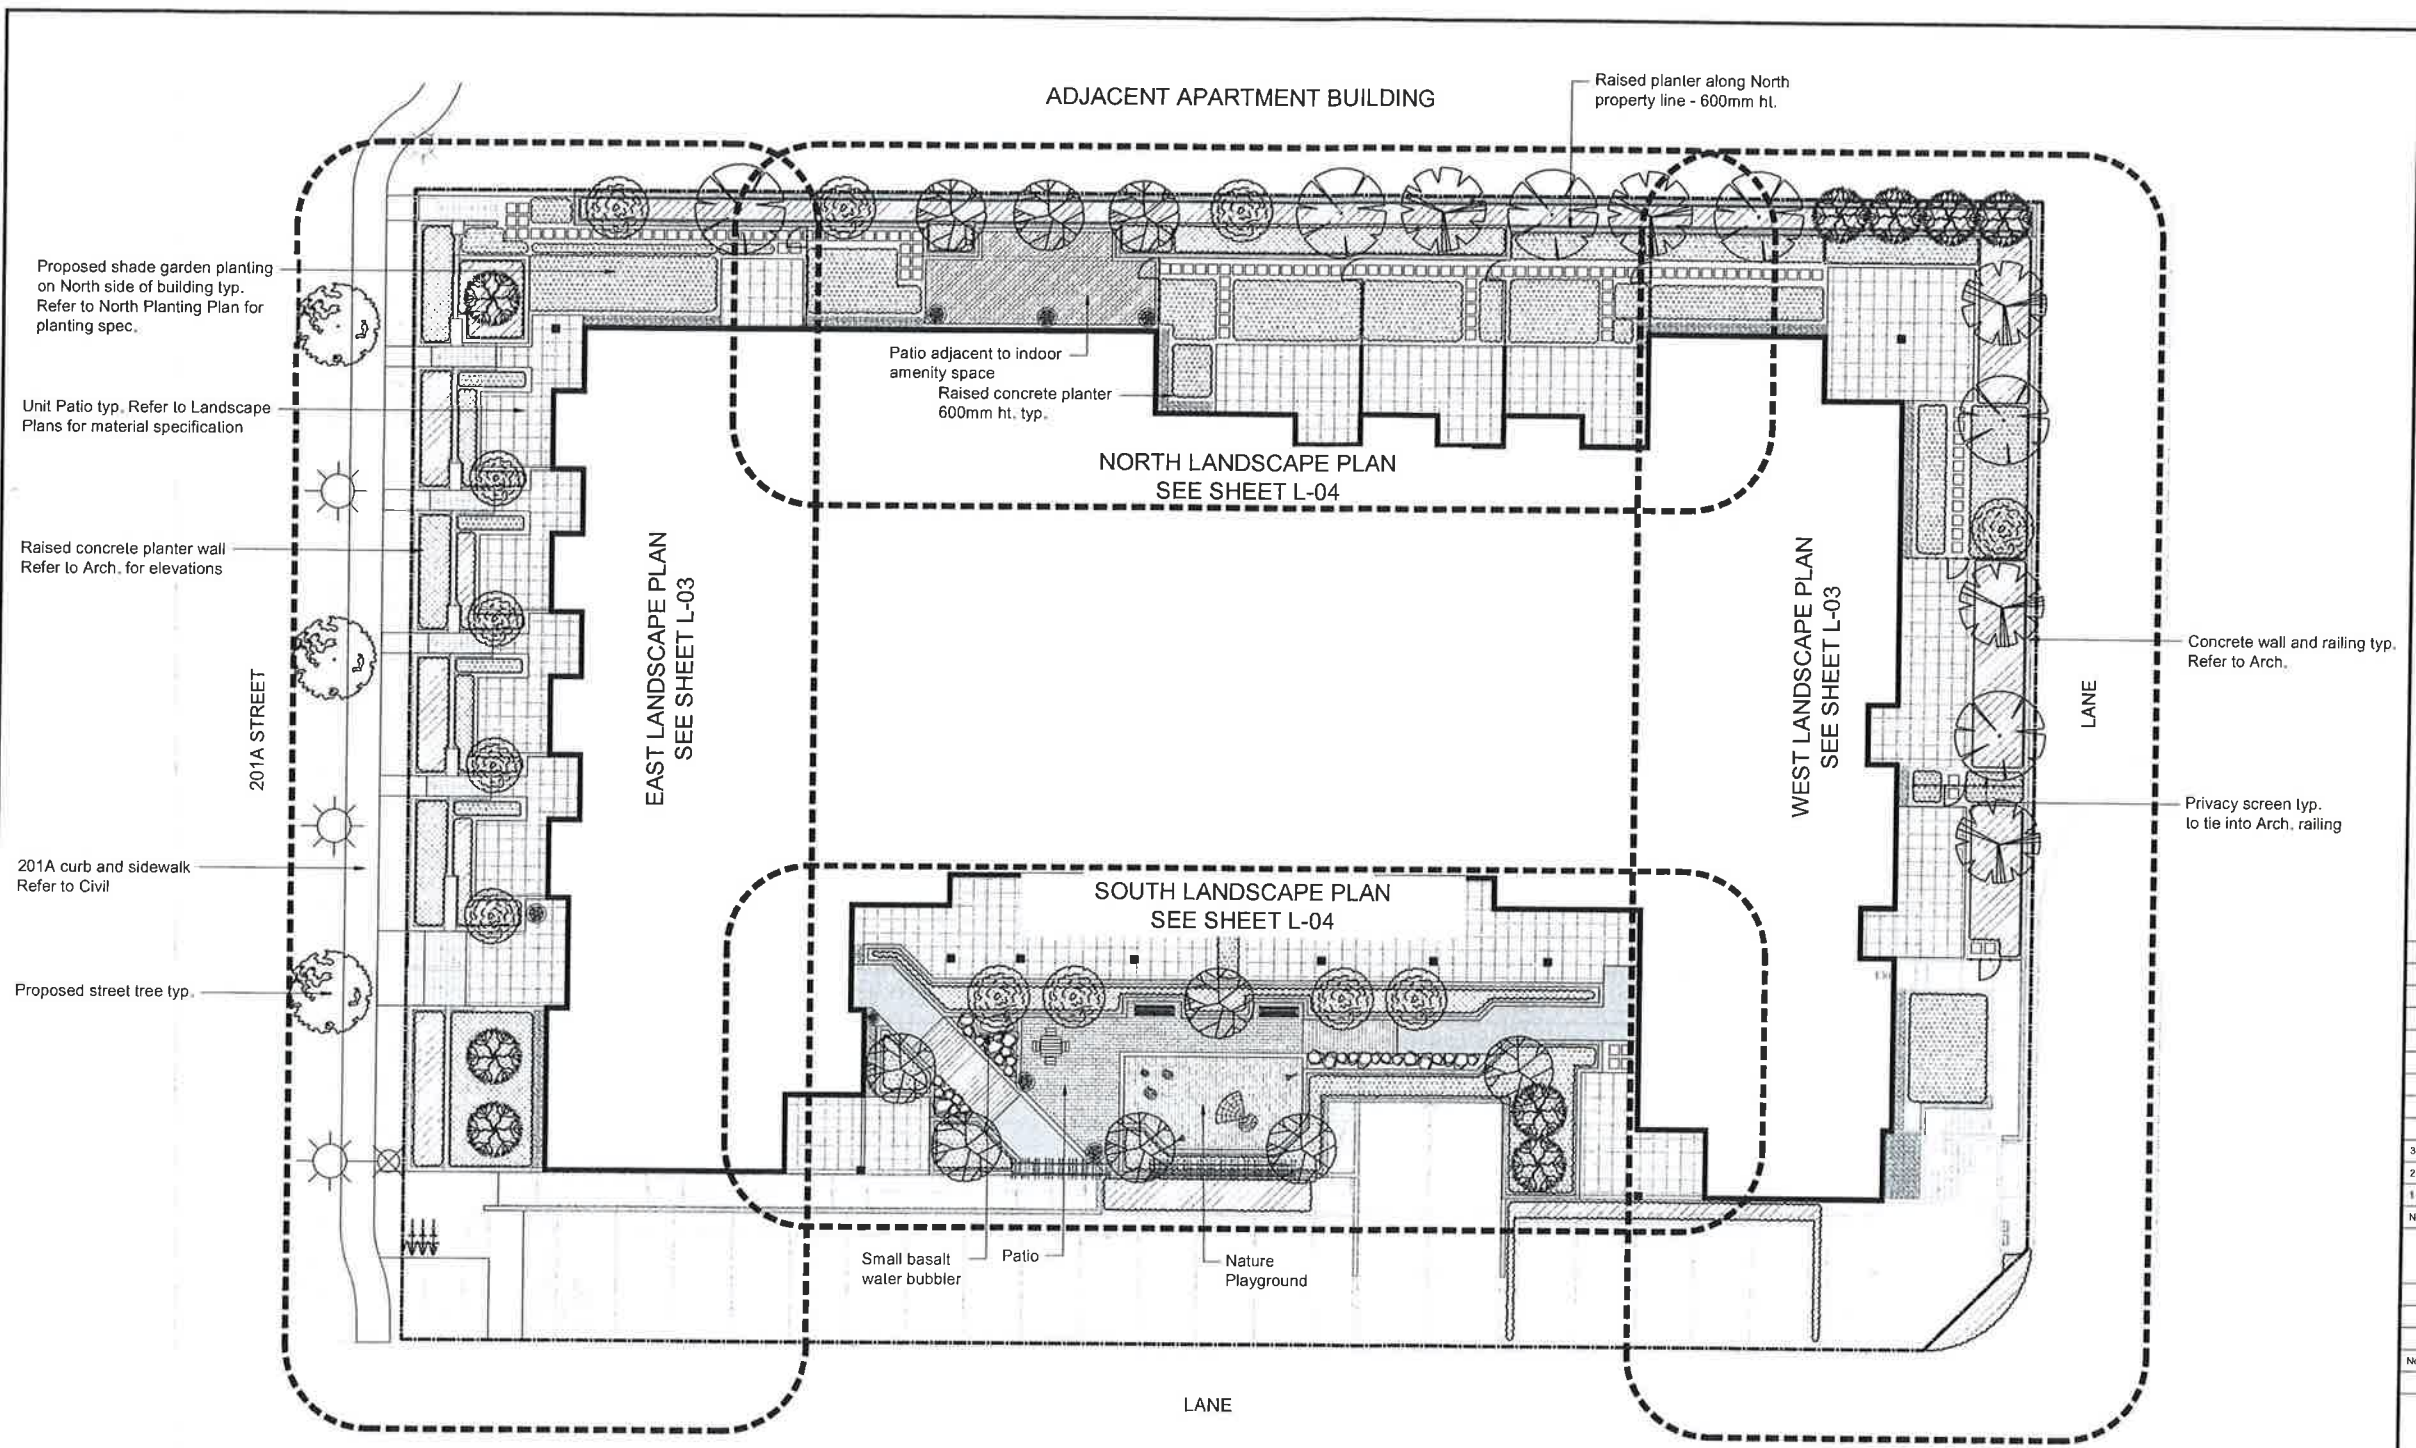 ADJACENT APARTMENT BUILDING
Raised planter along North
property line - 600mm ht.
Proposed shade garden planting
on North side of building typ.
Refer to North Planting Plan for
planting spec.
Patio adjacent to indoor
amenity space
Raised concrete planter
600mm ht. typ.
Unit Patio typ. Refer to Landscape
Plans for material specification
NORTH LANDSCAPE PLAN
SEE SHEET L-04
Raised concrete planter wall
Refer to Arch. for elevations
EAST LANDSCAPE PLAN
SEE SHEET L-03
WEST LANDSCAPE PLAN
SEE SHEET L-03
Concrete wall and railing typ.
Refer to Arch.
201A STREET
LANE
Privacy screen typ.
to tie into Arch. railing
201A curb and sidewalk
Refer to Civil
SOUTH LANDSCAPE PLAN
SEE SHEET L-04
Proposed street tree typ.
Small basalt
water bubbler
Patio
Nature
Playground
LANE
3
2
1
N
No